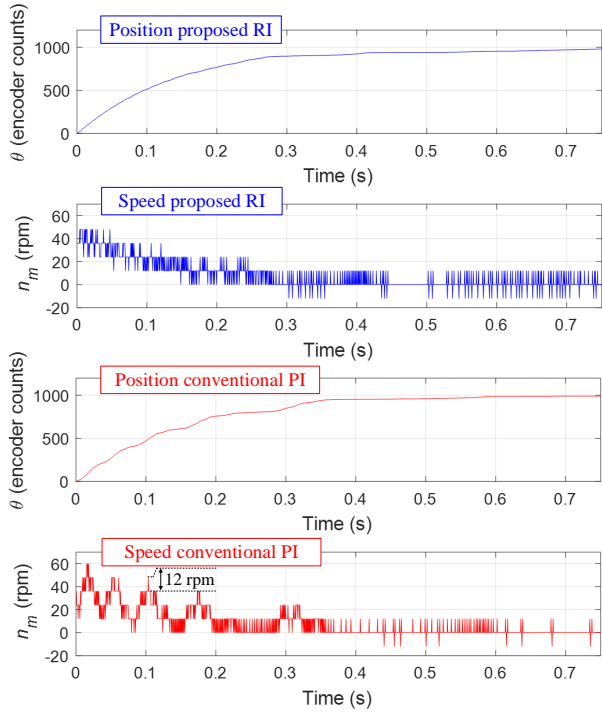 Position proposed RI
1000
500
0
θ (encoder counts)
0 0.1 0.2 0.3 0.4 0.5 0.6 0.7
Time (s)
Speed proposed RI
60
40
20
0
-20
nm (rpm)
0 0.1 0.2 0.3 0.4 0.5 0.6 0.7
Time (s)
Position conventional PI
1000
500
0
θ (encoder counts)
0 0.1 0.2 0.3 0.4 0.5 0.6 0.7
Time (s)
Speed conventional PI
60
40
20
0
-20
nm (rpm)
12 rpm
0 0.1 0.2 0.3 0.4 0.5 0.6 0.7
Time (s)